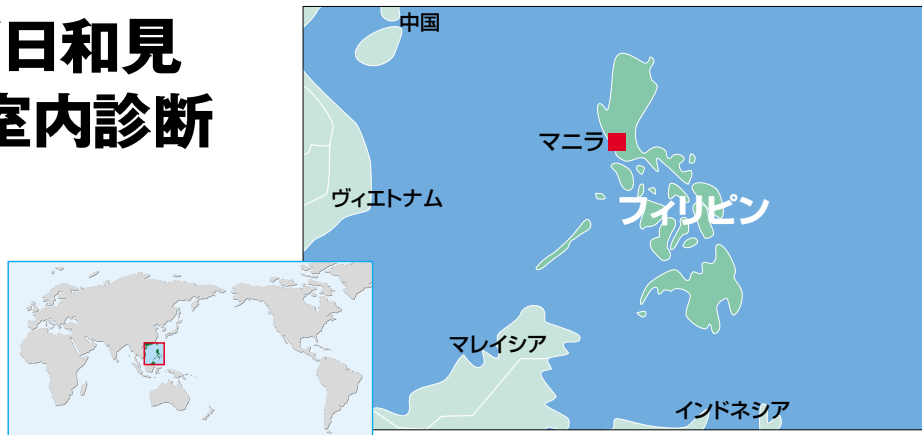 日和見
室内診断
中国
マニラ
ヴィエトナム
フィリピン
マレイシア
インドネシア